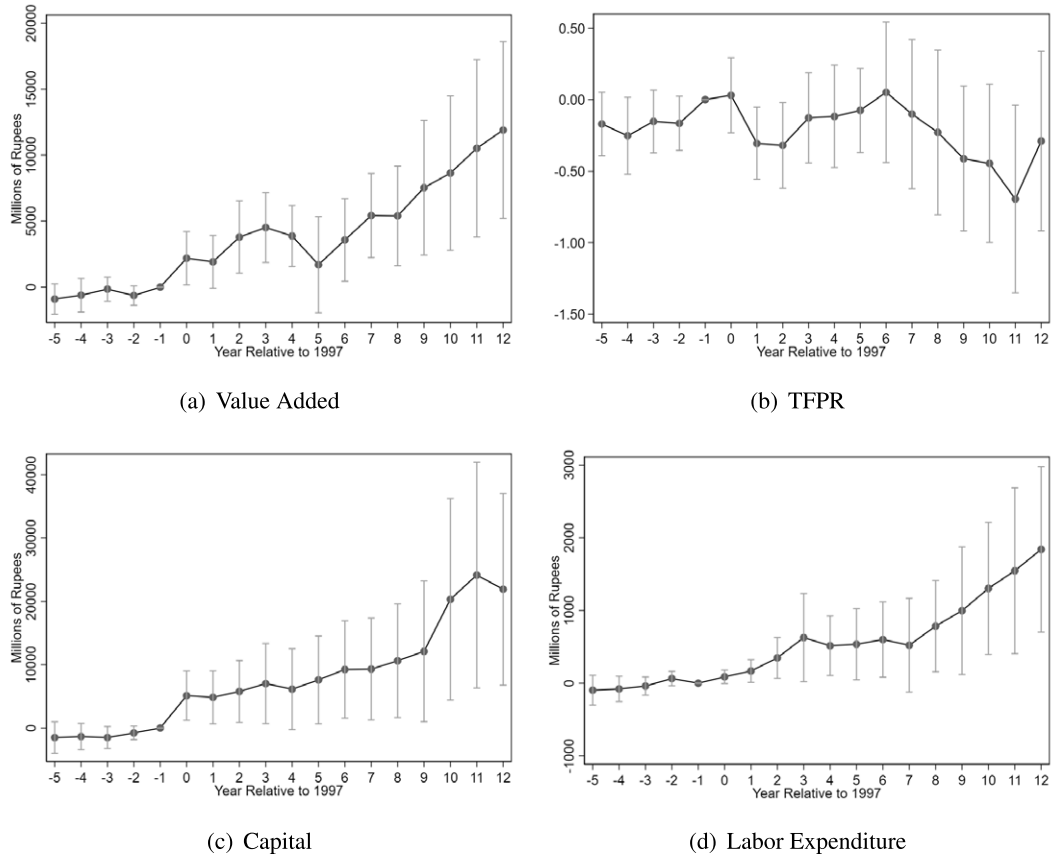 20000
15000
10000
5000
0
Millions of Rupees
-5 -4 -3 -2 -1 0 1 2 3 4 5 6 7 8 9 10 11 12
Year Relative to 1997
(a) Value Added
0.50
0.00
-0.50
-1.00
-1.50
-5 -4 -3 -2 -1 0 1 2 3 4 5 6 7 8 9 10 11 12
Year Relative to 1997
(b) TFPR
40000
30000
20000
10000
0
Millions of Rupees
-5 -4 -3 -2 -1 0 1 2 3 4 5 6 7 8 9 10 11 12
Year Relative to 1997
(c) Capital
3000
2000
1000
0
-1000
Millions of Rupees
-5 -4 -3 -2 -1 0 1 2 3 4 5 6 7 8 9 10 11 12
Year Relative to 1997
(d) Labor Expenditure